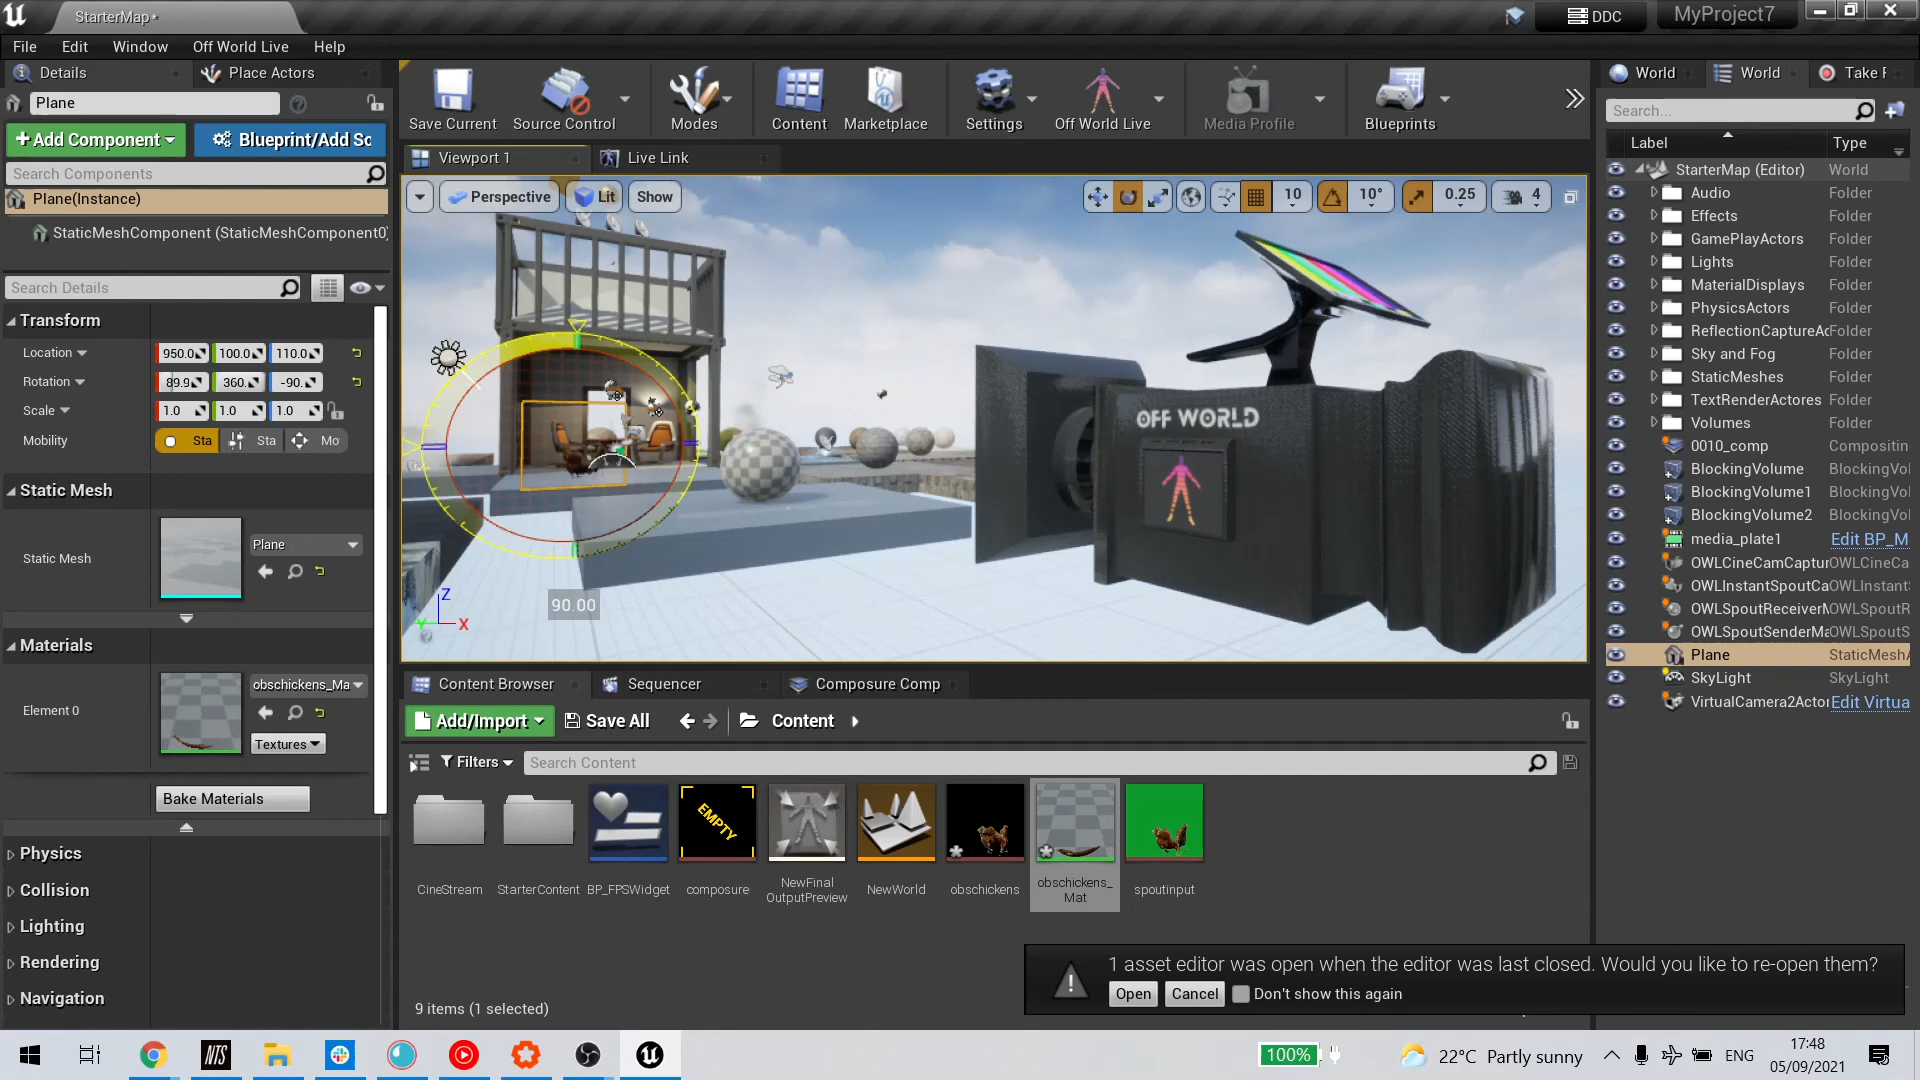 StarterMap*
DDC
MyProject7
File Edit Window Off World Live Help
Details
Place Actors
Plane
+Add Component
Blueprint/Add Sc
Search Components
Plane(Instance)
StaticMeshComponent (StaticMeshComponent0)
Search Details
Transform
Location 950.0 100.0 110.0
Rotation 89.9 360. -90.
Scale 1.0 1.0 1.0
Mobility Sta Sta Mo
Static Mesh
Static Mesh
Plane
Materials
Element 0
obschickens_Ma
Textures
Bake Materials
Physics
Collision
Lighting
Rendering
Navigation
Save Current
Source Control
Modes
Content
Marketplace
Settings
Off World Live
Media Profile
Blueprints
Viewport 1
Live Link
Perspective
Lit
Show
10
10°
0.25
4
OFF WORLD
90.00
Z
X
Y
Content Browser
Sequencer
Composure Comp
Add/Import
Save All
Content
Filters
Search Content
EMPTY
CineStream
StarterContent
BP_FPSWidget
composure
NewFinal
OutputPreview
NewWorld
obschickens
obschickens_
Mat
spoutinput
9 items (1 selected)
World
World
Take F
Search...
Label Type
StarterMap (Editor) World
Audio Folder
Effects Folder
GamePlayActors Folder
Lights Folder
MaterialDisplays Folder
PhysicsActors Folder
ReflectionCaptureAc Folder
Sky and Fog Folder
StaticMeshes Folder
TextRenderActores Folder
Volumes Folder
0010_comp Compositin
BlockingVolume BlockingVol
BlockingVolume1 BlockingVol
BlockingVolume2 BlockingVol
media_plate1 Edit BP_M
OWLCineCamCaptur OWLCineCa
OWLInstantSpoutCa OWLInstantS
OWLSpoutReceiverM OWLSpoutR
OWLSpoutSenderMa OWLSpoutS
Plane StaticMeshA
SkyLight SkyLight
VirtualCamera2Actor Edit Virtua
1 asset editor was open when the editor was last closed. Would you like to re-open them?
Open
Cancel
Don't show this again
NTS
100%
22°C Partly sunny
ENG
17:48
05/09/2021